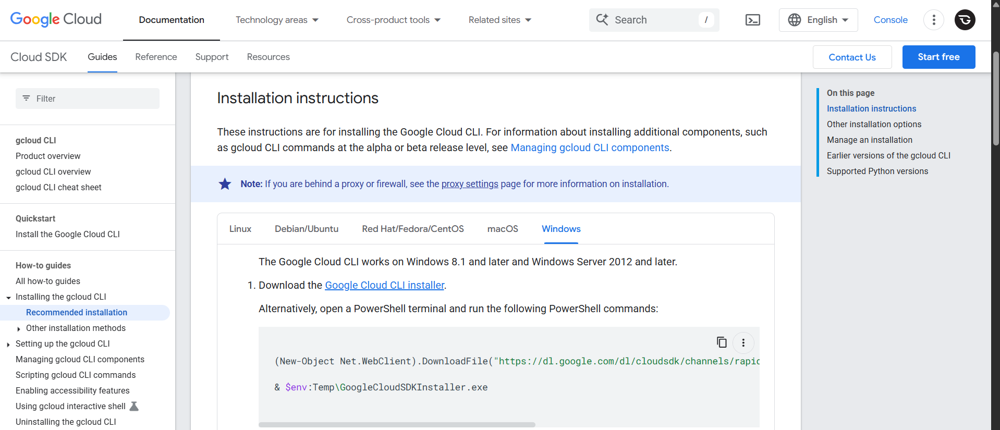 Google Cloud
Documentation
Technology areas
Cross-product tools
Related sites
Search
/
English
Console
Cloud SDK
Guides
Reference
Support
Resources
Contact Us
Start free
Filter
gcloud CLI
Product overview
gcloud CLI overview
gcloud CLI cheat sheet
Quickstart
Install the Google Cloud CLI
How-to guides
All how-to guides
Installing the gcloud CLI
Recommended installation
Other installation methods
Setting up the gcloud CLI
Managing gcloud CLI components
Scripting gcloud CLI commands
Enabling accessibility features
Using gcloud interactive shell
Uninstalling the gcloud CLI
Installation instructions
These instructions are for installing the Google Cloud CLI. For information about installing additional components, such
as gcloud CLI commands at the alpha or beta release level, see Managing gcloud CLI components.
Note: If you are behind a proxy or firewall, see the proxy settings page for more information on installation.
Linux
Debian/Ubuntu
Red Hat/Fedora/CentOS
macOS
Windows
The Google Cloud CLI works on Windows 8.1 and later and Windows Server 2012 and later.
1. Download the Google Cloud CLI installer.
Alternatively, open a PowerShell terminal and run the following PowerShell commands:
(New-Object Net.WebClient).DownloadFile("https://dl.google.com/dl/cloudsdk/channels/rapid
& $env:Temp\GoogleCloudSDKInstaller.exe
On this page
Installation instructions
Other installation options
Manage an installation
Earlier versions of the gcloud CLI
Supported Python versions